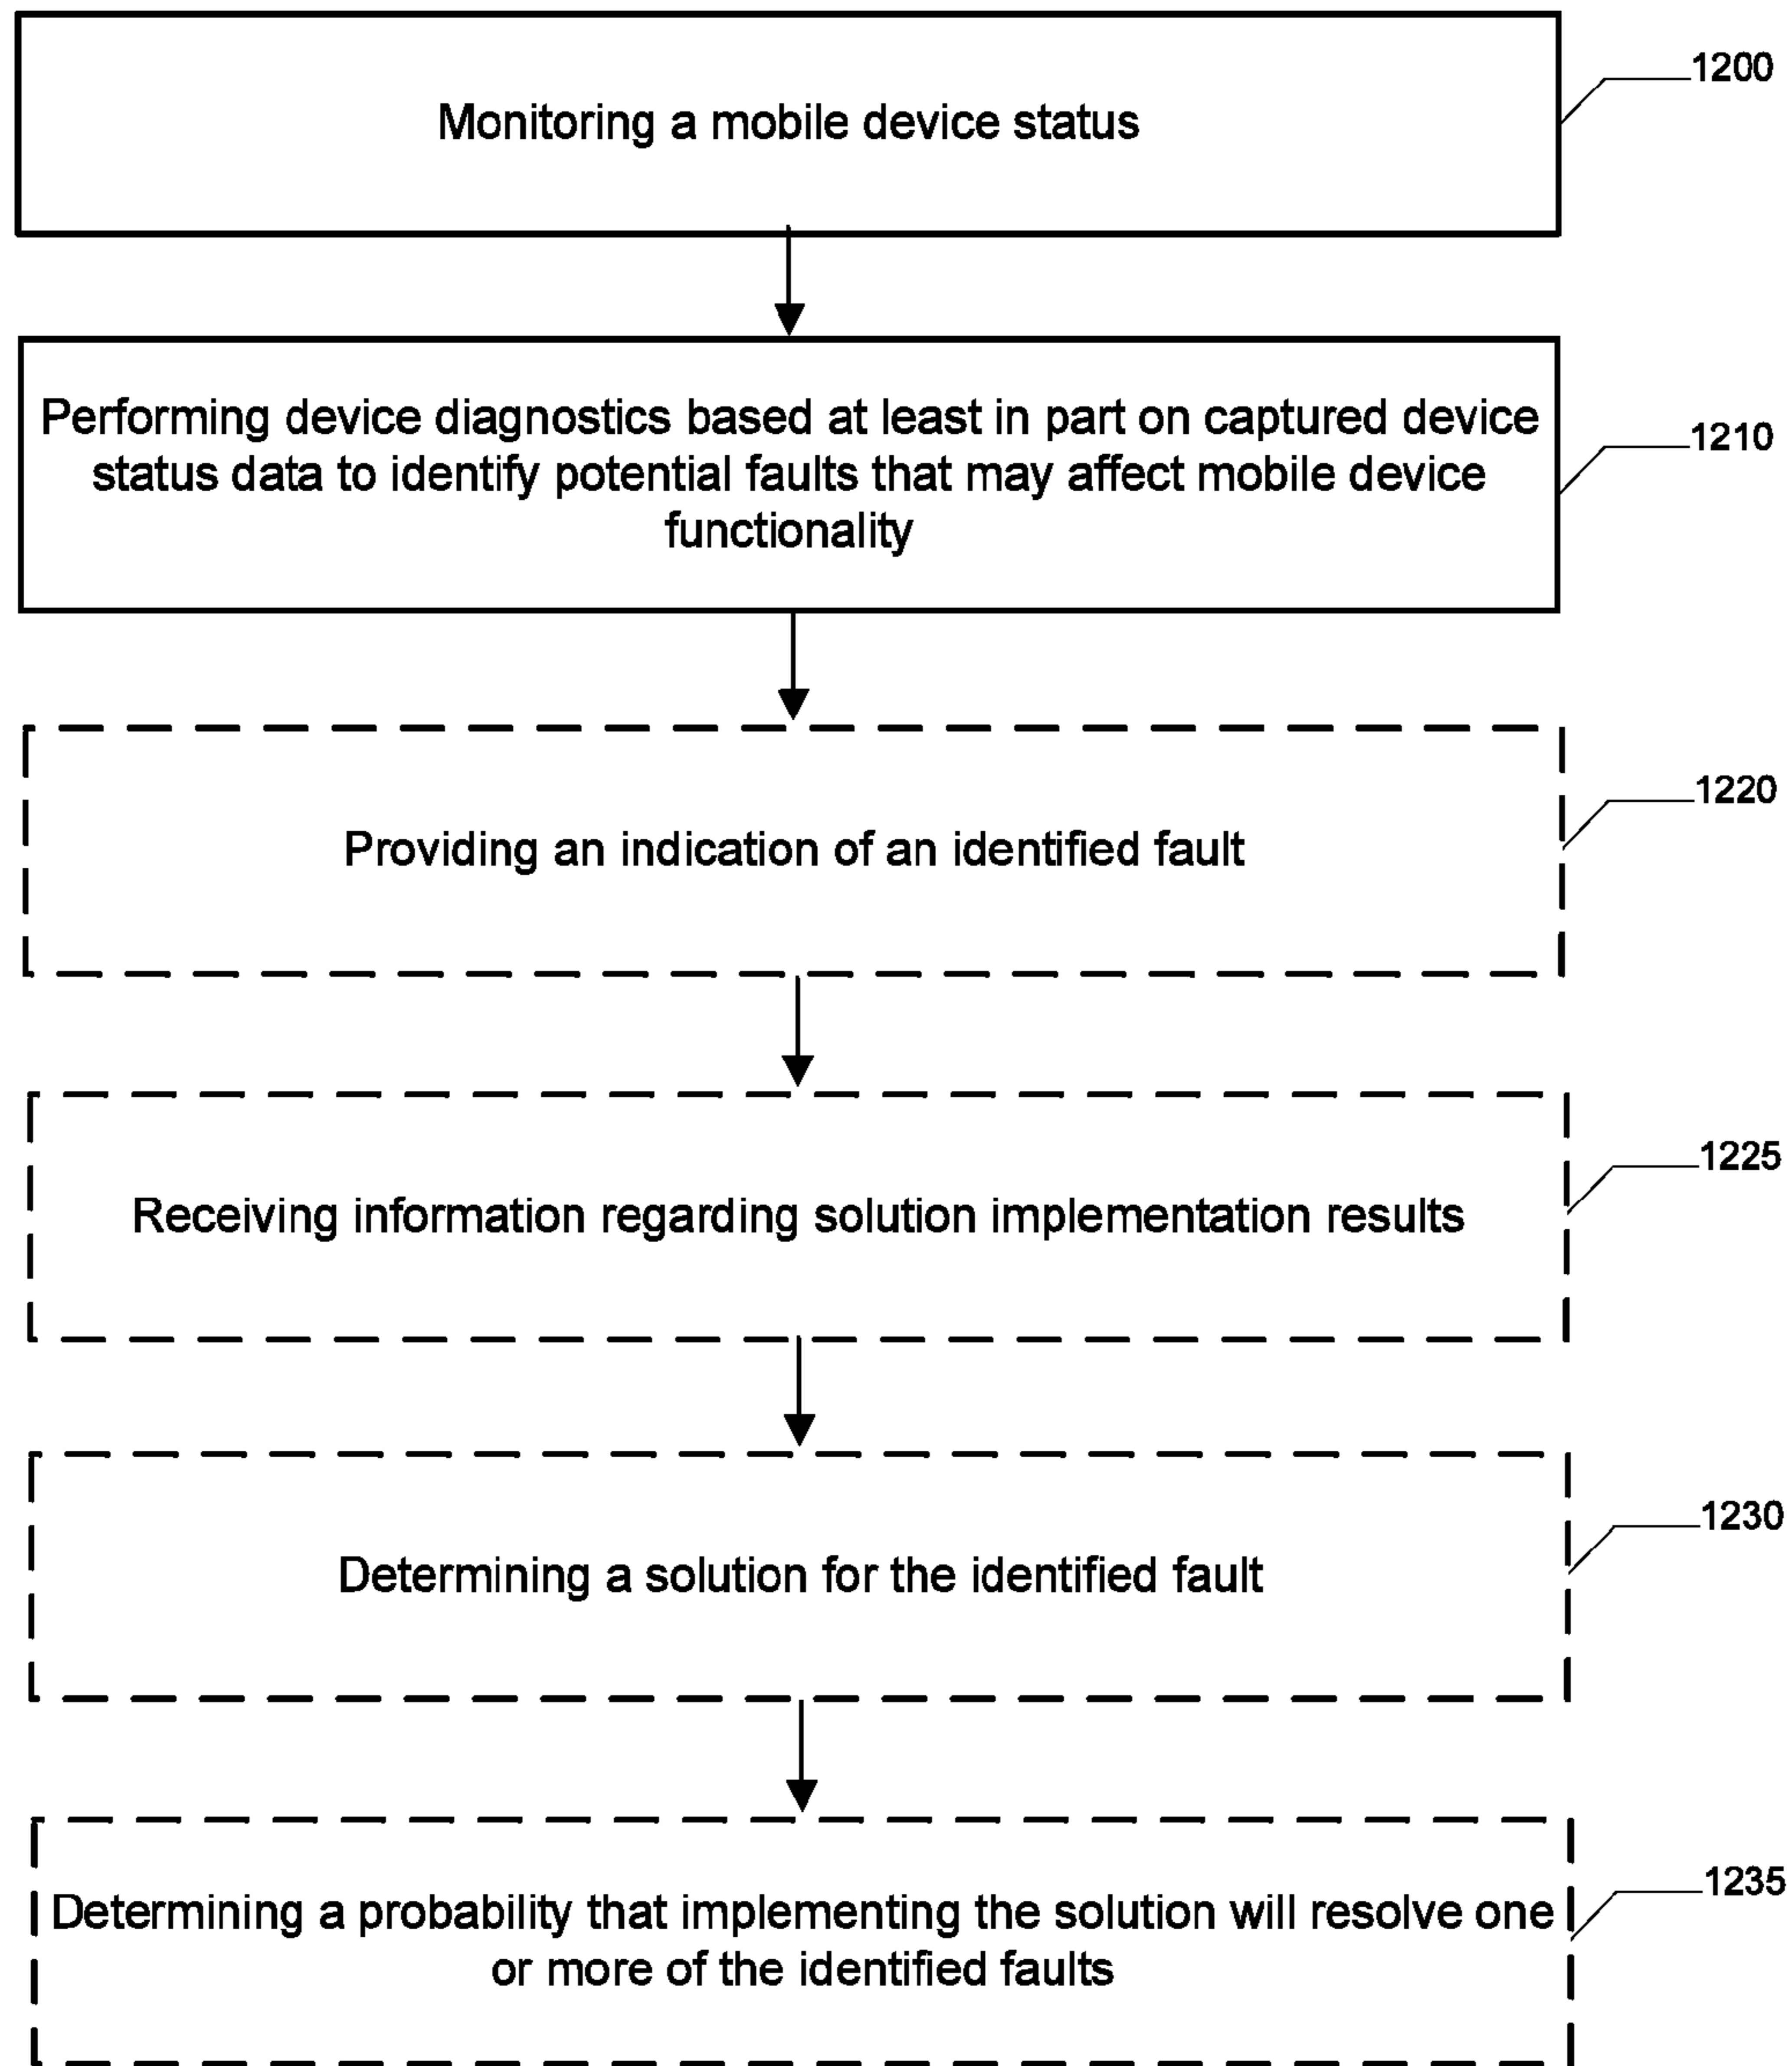 Monitoring a mobile device status
1200
Performing device diagnostics based at least in part on captured device
status data to identify potential faults that may affect mobile device
functionality
1210
Providing an indication of an identified fault
1220
Receiving information regarding solution implementation results
1225
Determining a solution for the identified fault
1230
Determining a probability that implementing the solution will resolve one
or more of the identified faults
1235